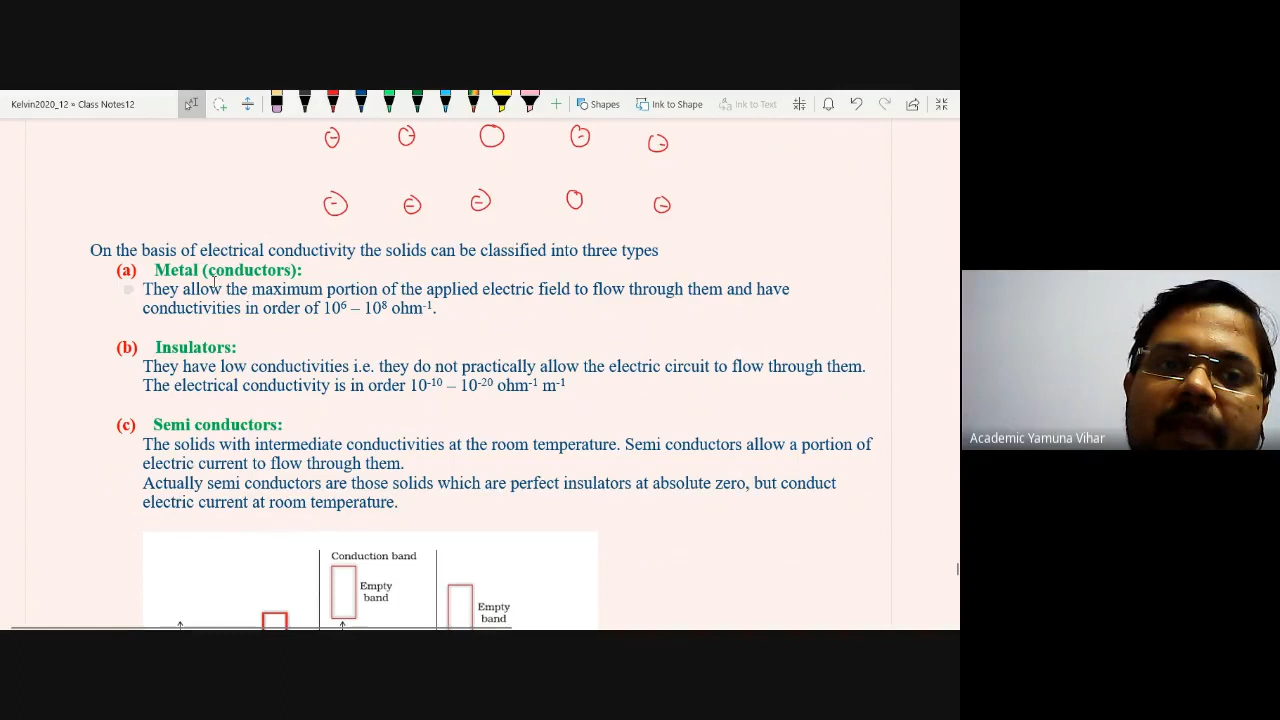 Kelvin2020_12 » Class Notes12
Shapes
Ink to Shape
Ink to Text
On the basis of electrical conductivity the solids can be classified into three types
(a) Metal (conductors):
They allow the maximum portion of the applied electric field to flow through them and have
conductivities in order of 10⁶ – 10⁸ ohm⁻¹.
(b) Insulators:
They have low conductivities i.e. they do not practically allow the electric circuit to flow through them.
The electrical conductivity is in order 10⁻¹⁰ – 10⁻²⁰ ohm⁻¹ m⁻¹
(c) Semi conductors:
The solids with intermediate conductivities at the room temperature. Semi conductors allow a portion of
electric current to flow through them.
Actually semi conductors are those solids which are perfect insulators at absolute zero, but conduct
electric current at room temperature.
Conduction band
Empty
band
Empty
band
Academic Yamuna Vihar